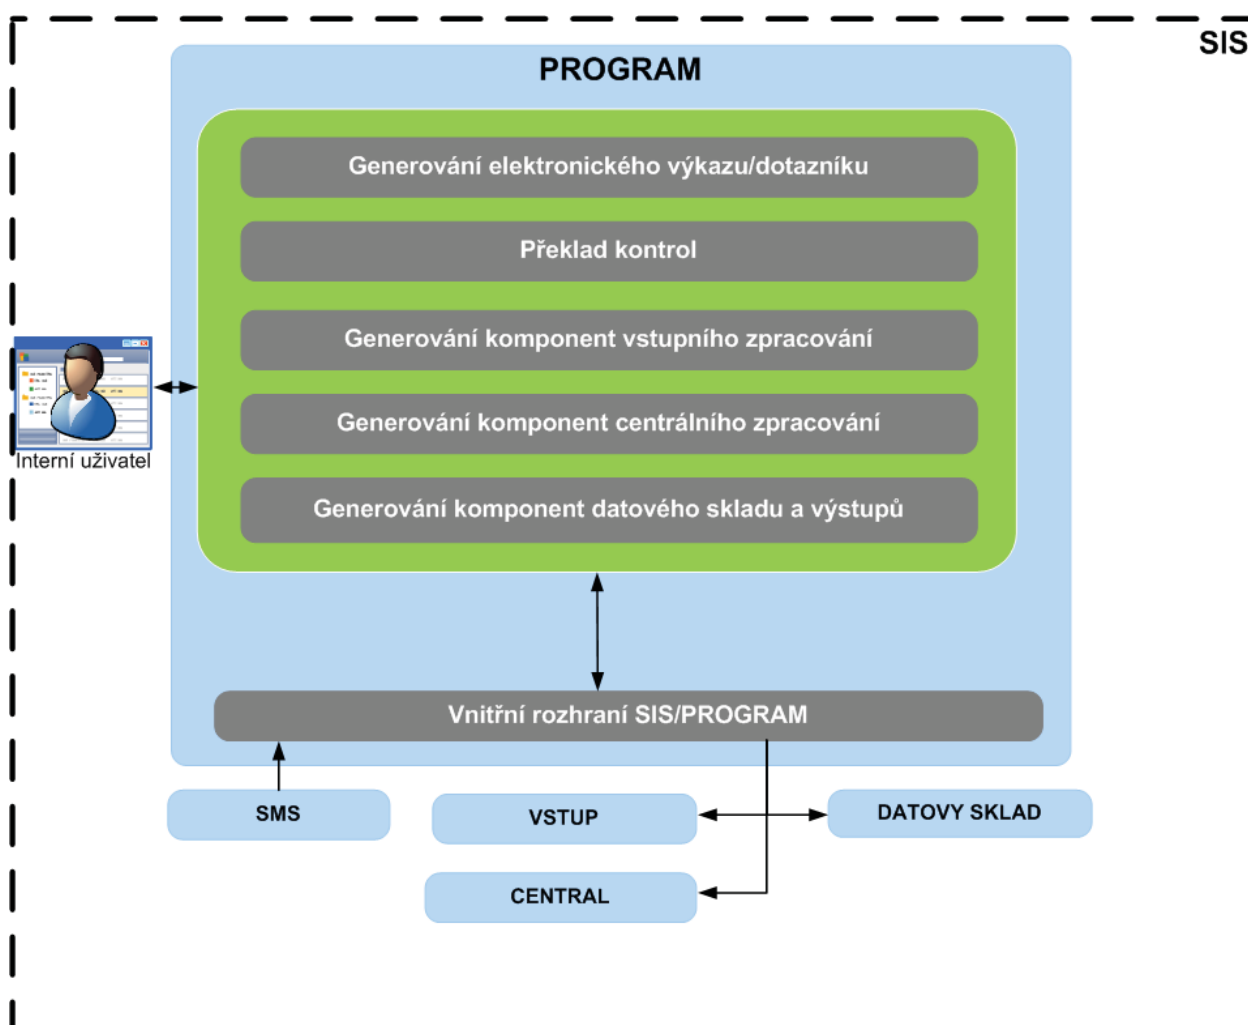 SIS
PROGRAM
Generování elektronického výkazu/dotazníku
Překlad kontrol
Generování komponent vstupního zpracování
Generování komponent centrálního zpracování
Generování komponent datového skladu a výstupů
Interní uživatel
Vnitřní rozhraní SIS/PROGRAM
SMS
VSTUP
DATOVY SKLAD
CENTRAL